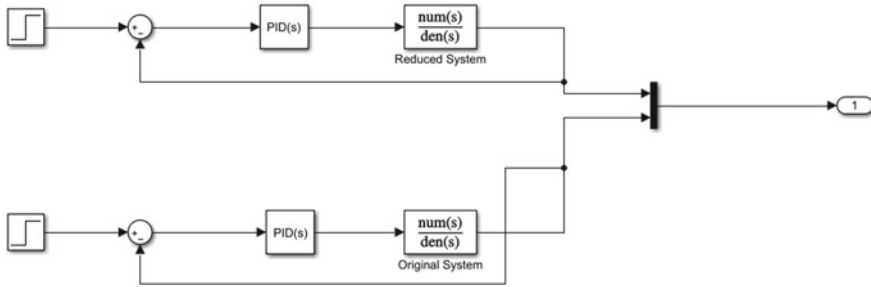 +
−
PID(s)
num(s)
den(s)
Reduced System
1
+
−
PID(s)
num(s)
den(s)
Original System